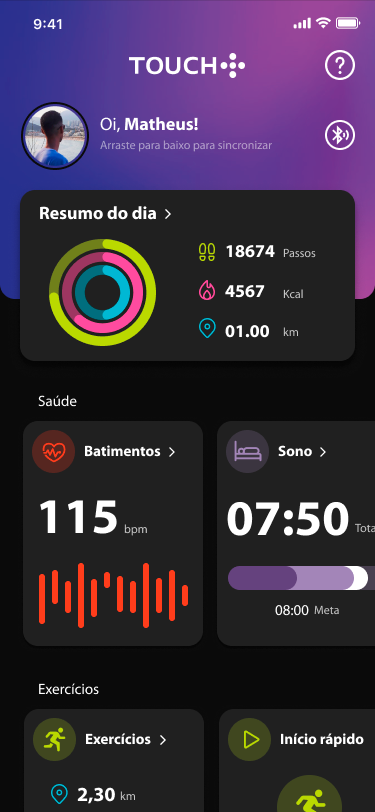 9:41
TOUCH
Oi, Matheus!
Arraste para baixo para sincronizar
Resumo do dia
18674 Passos
4567 Kcal
01.00 km
Saúde
Batimentos
115 bpm
Sono
07:50 Tota
08:00 Meta
Exercícios
Exercícios
2,30 km
Início rápido